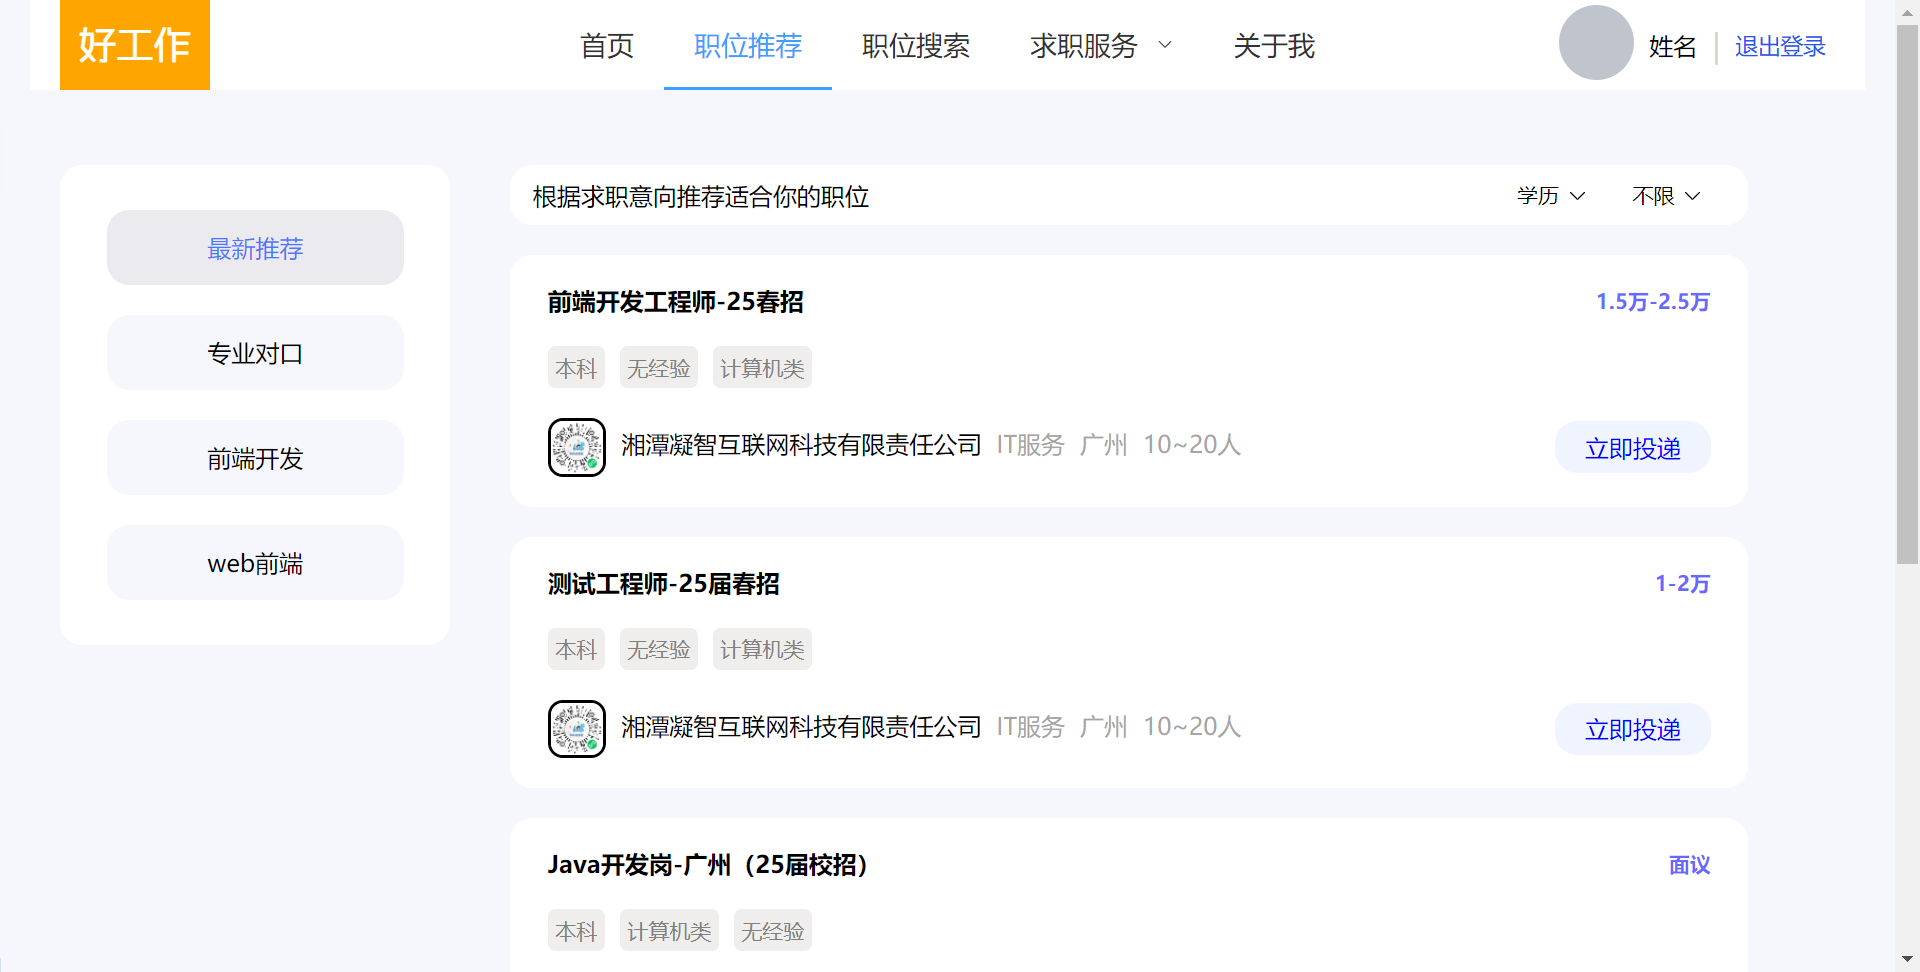 好工作
首页 职位推荐 职位搜索 求职服务 关于我
姓名 退出登录
最新推荐
专业对口
前端开发
web前端
根据求职意向推荐适合你的职位 学历 不限
前端开发工程师-25春招 1.5万-2.5万
本科 无经验 计算机类
湘潭凝智互联网科技有限责任公司 IT服务 广州 10~20人 立即投递
测试工程师-25届春招 1-2万
本科 无经验 计算机类
湘潭凝智互联网科技有限责任公司 IT服务 广州 10~20人 立即投递
Java开发岗-广州（25届校招） 面议
本科 计算机类 无经验